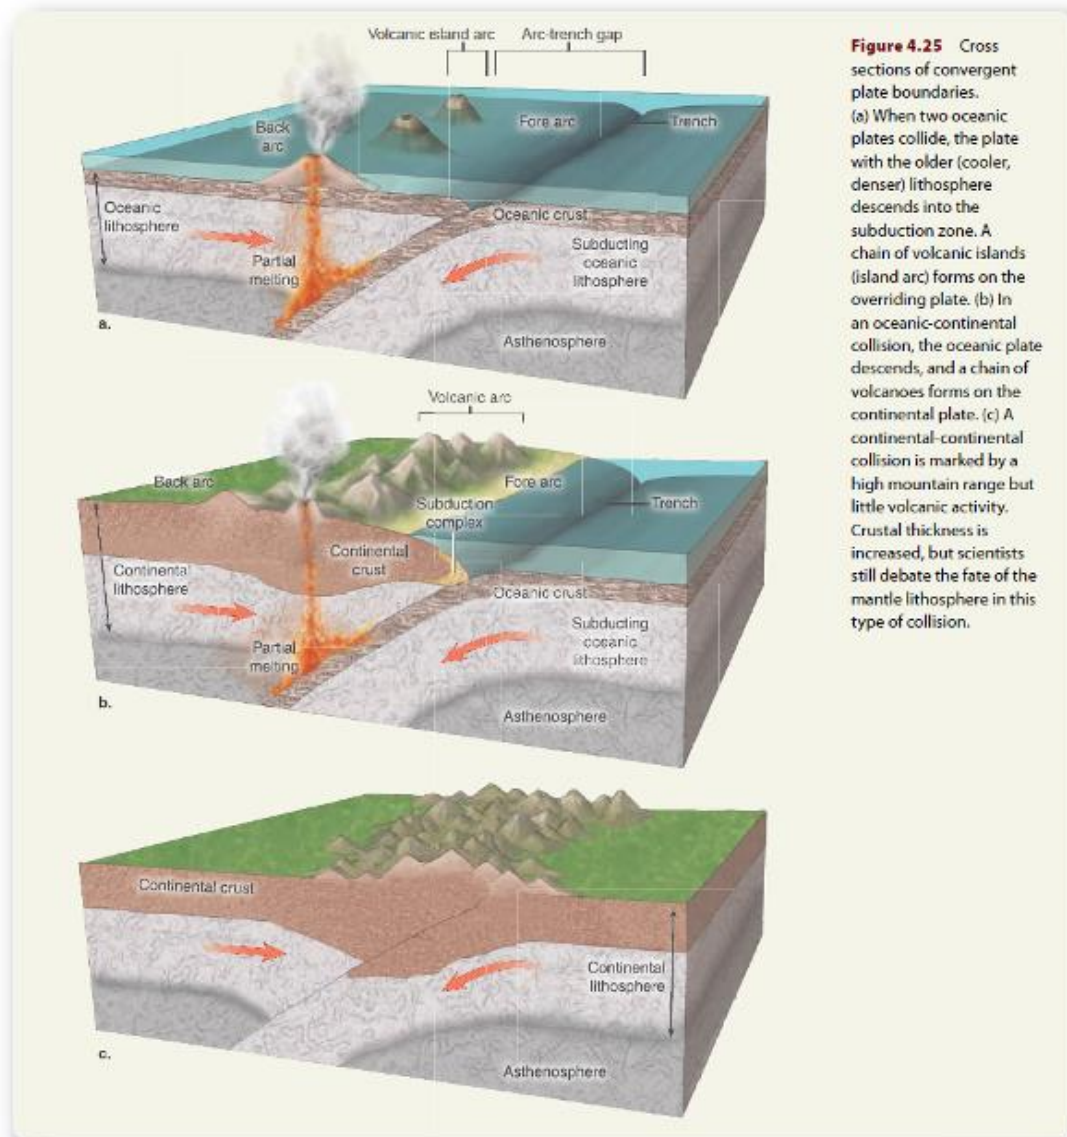 Volcanic island arc
Arc-trench gap
Back
arc
Fore arc
Trench
Oceanic
lithosphere
Oceanic crust
Partial
melting
Subducting
oceanic
lithosphere
Asthenosphere
a.
Volcanic arc
Back arc
Fore arc
Subduction
complex
Trench
Continental
crust
Continental
lithosphere
Oceanic crust
Partial
melting
Subducting
oceanic
lithosphere
Asthenosphere
b.
Continental crust
Continental
lithosphere
Asthenosphere
c.
Figure 4.25 Cross
sections of convergent
plate boundaries.
(a) When two oceanic
plates collide, the plate
with the older (cooler,
denser) lithosphere
descends into the
subduction zone. A
chain of volcanic islands
(island arc) forms on the
overriding plate. (b) In
an oceanic-continental
collision, the oceanic plate
descends, and a chain of
volcanoes forms on the
continental plate. (c) A
continental-continental
collision is marked by a
high mountain range but
little volcanic activity.
Crustal thickness is
increased, but scientists
still debate the fate of the
mantle lithosphere in this
type of collision.